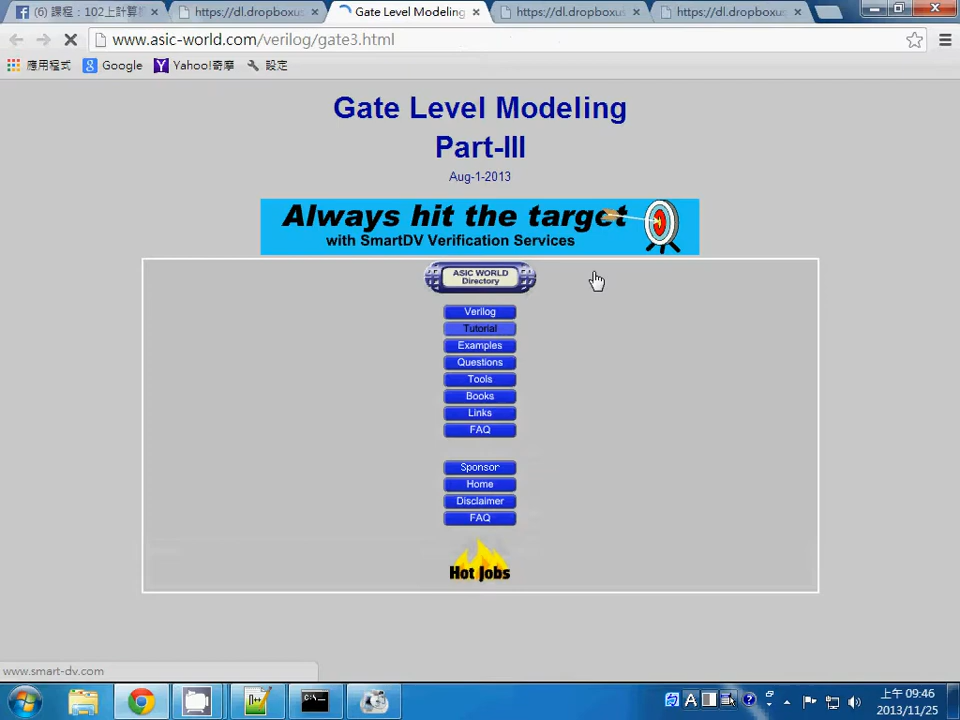 (6) 課程：102上計算
https://dl.dropboxus
Gate Level Modeling
https://dl.dropboxus
https://dl.dropboxus
www.asic-world.com/verilog/gate3.html
應用程式
Google
Yahoo!奇摩
設定
Gate Level Modeling
Part-III
Aug-1-2013
Always hit the target
with SmartDV Verification Services
ASIC WORLD
Directory
Verilog
Tutorial
Examples
Questions
Tools
Books
Links
FAQ
Sponsor
Home
Disclaimer
FAQ
Hot Jobs
www.smart-dv.com
上午 09:46
2013/11/25